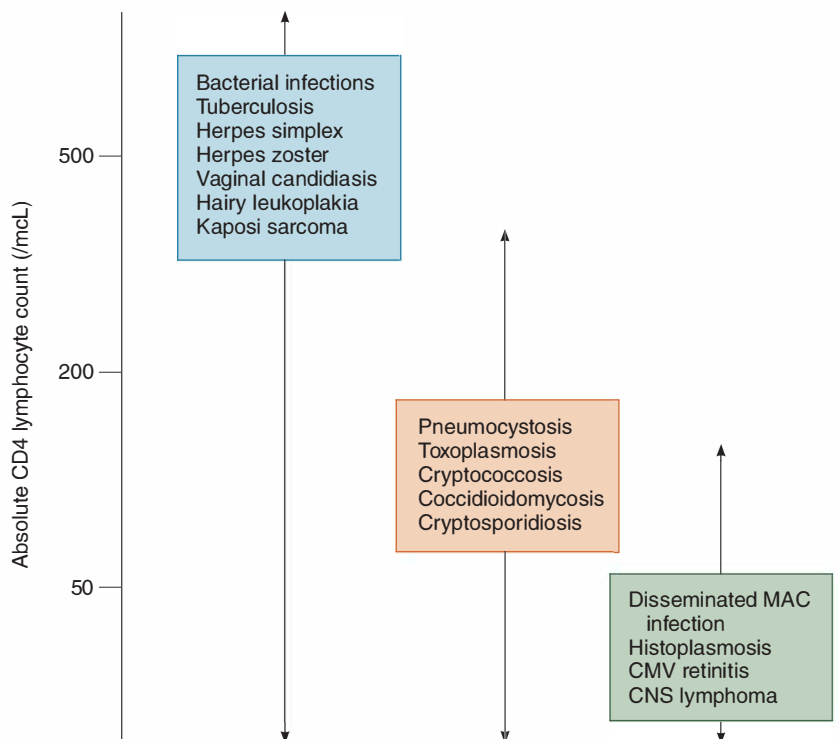 Absolute CD4 lymphocyte count (/mcL)
500
200
50
Bacterial infections
Tuberculosis
Herpes simplex
Herpes zoster
Vaginal candidiasis
Hairy leukoplakia
Kaposi sarcoma
Pneumocystosis
Toxoplasmosis
Cryptococcosis
Coccidioidomycosis
Cryptosporidiosis
Disseminated MAC
infection
Histoplasmosis
CMV retinitis
CNS lymphoma